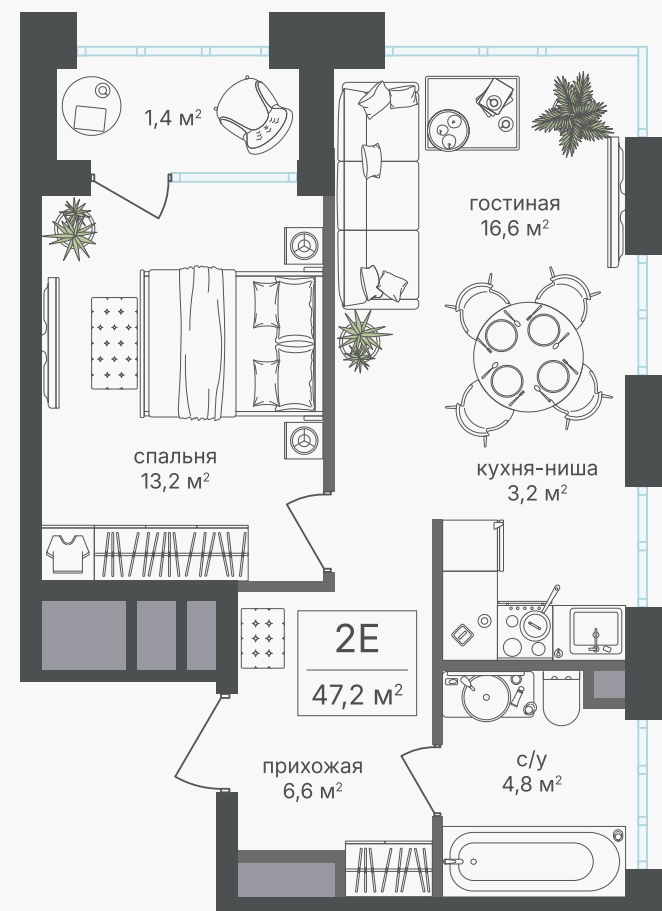 1,4 м²
гостиная
16,6 м²
спальня
13,2 м²
кухня-ниша
3,2 м²
2Е
47,2 м²
прихожая
6,6 м²
с/у
4,8 м²